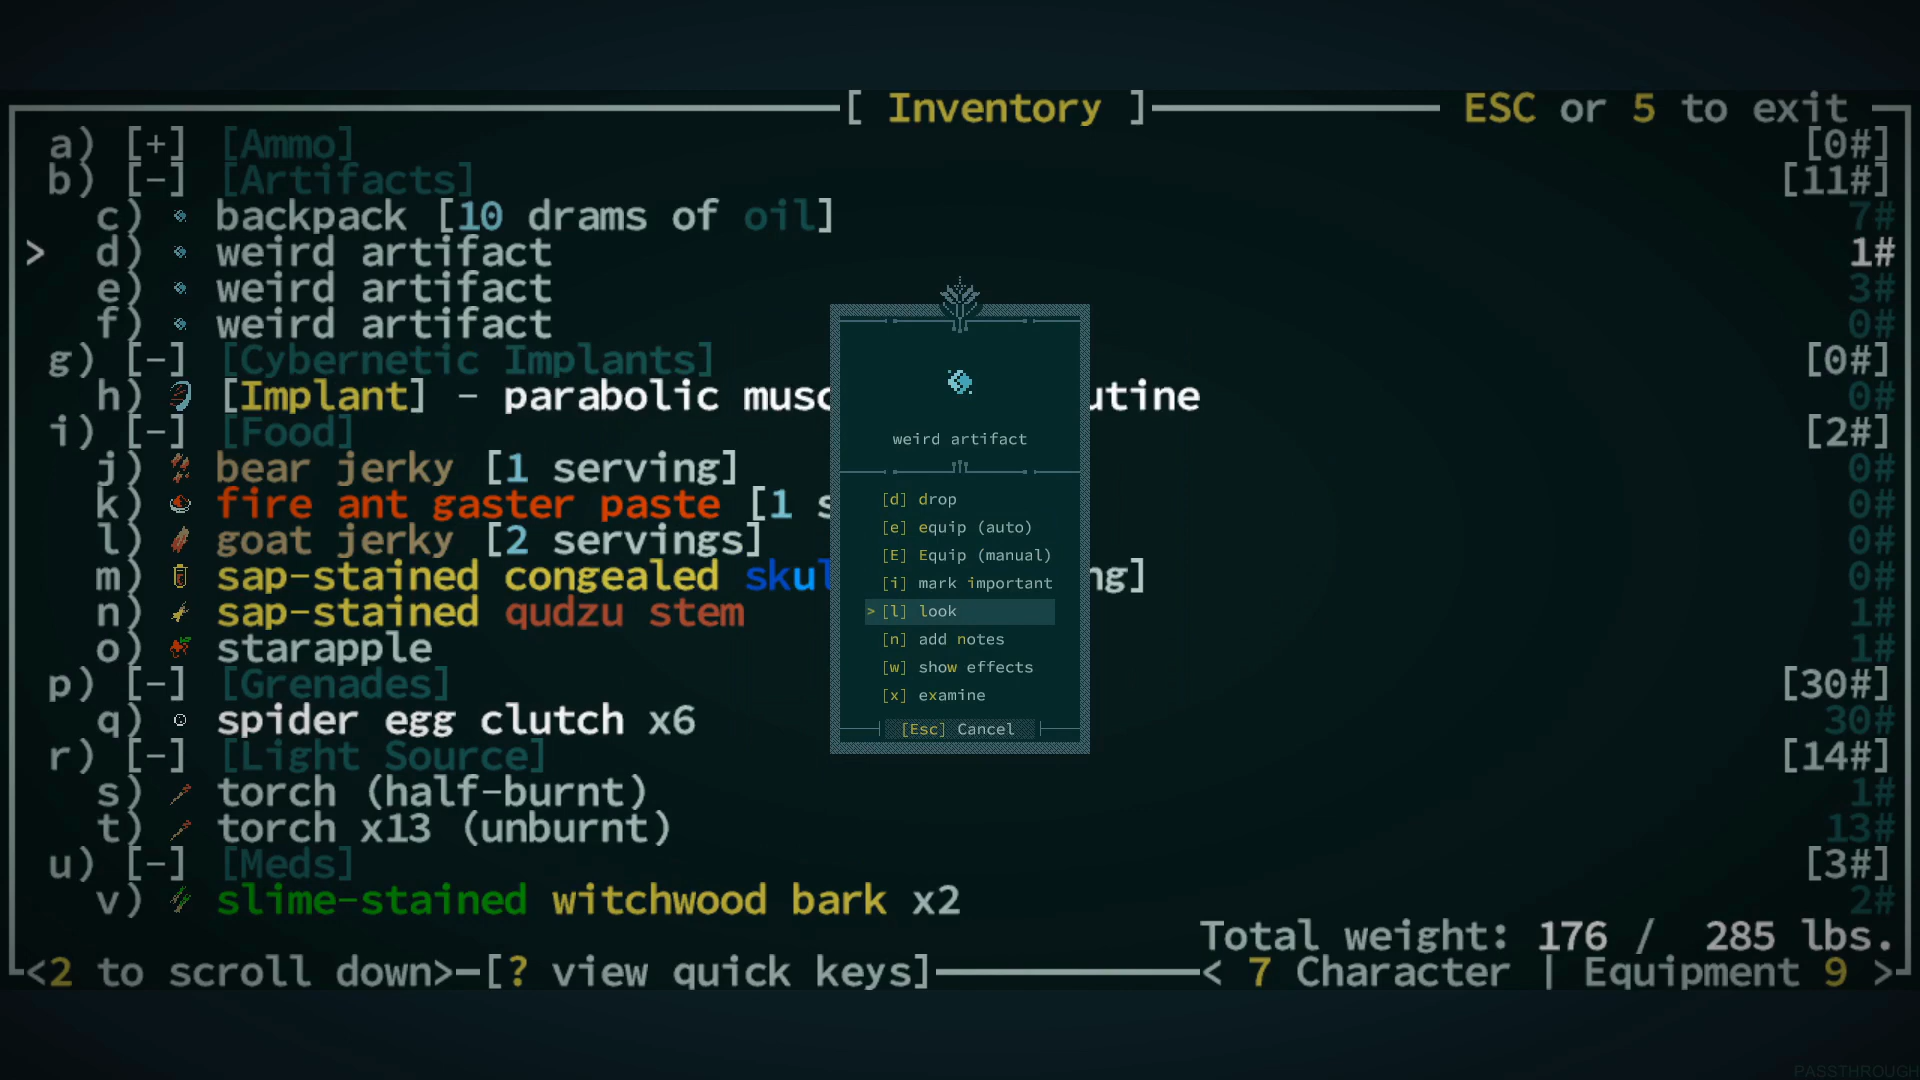 [ Inventory ] ESC or 5 to exit
a) [+] [Ammo] [0#]
b) [-] [Artifacts] [11#]
c) backpack [10 drams of oil] 7#
> d) weird artifact 1#
e) weird artifact 3#
f) weird artifact 0#
g) [-] [Cybernetic Implants] [0#]
h) [Implant] - parabolic 0#
i) [-] [Food] [2#]
j) bear jerky [1 serving] 0#
k) fire ant gaster paste [1 0#
l) goat jerky [2 servings] 0#
m) sap-stained congealed 0#
n) sap-stained qudzu stem 1#
o) starapple 1#
p) [-] [Grenades] [30#]
q) spider egg clutch x6 30#
r) [-] [Light Source] [14#]
s) torch (half-burnt) 1#
t) torch x13 (unburnt) 13#
u) [-] [Meds] [3#]
v) slime-stained witchwood bark x2 2#
Total weight: 176 / 285 lbs.
<2 to scroll down> [? view quick keys] < 7 Character | Equipment 9 >
weird artifact
[d] drop
[e] equip (auto)
[E] Equip (manual)
[i] mark important
> [l] look
[n] add notes
[w] show effects
[x] examine
[Esc] Cancel
PASSTHROUGH